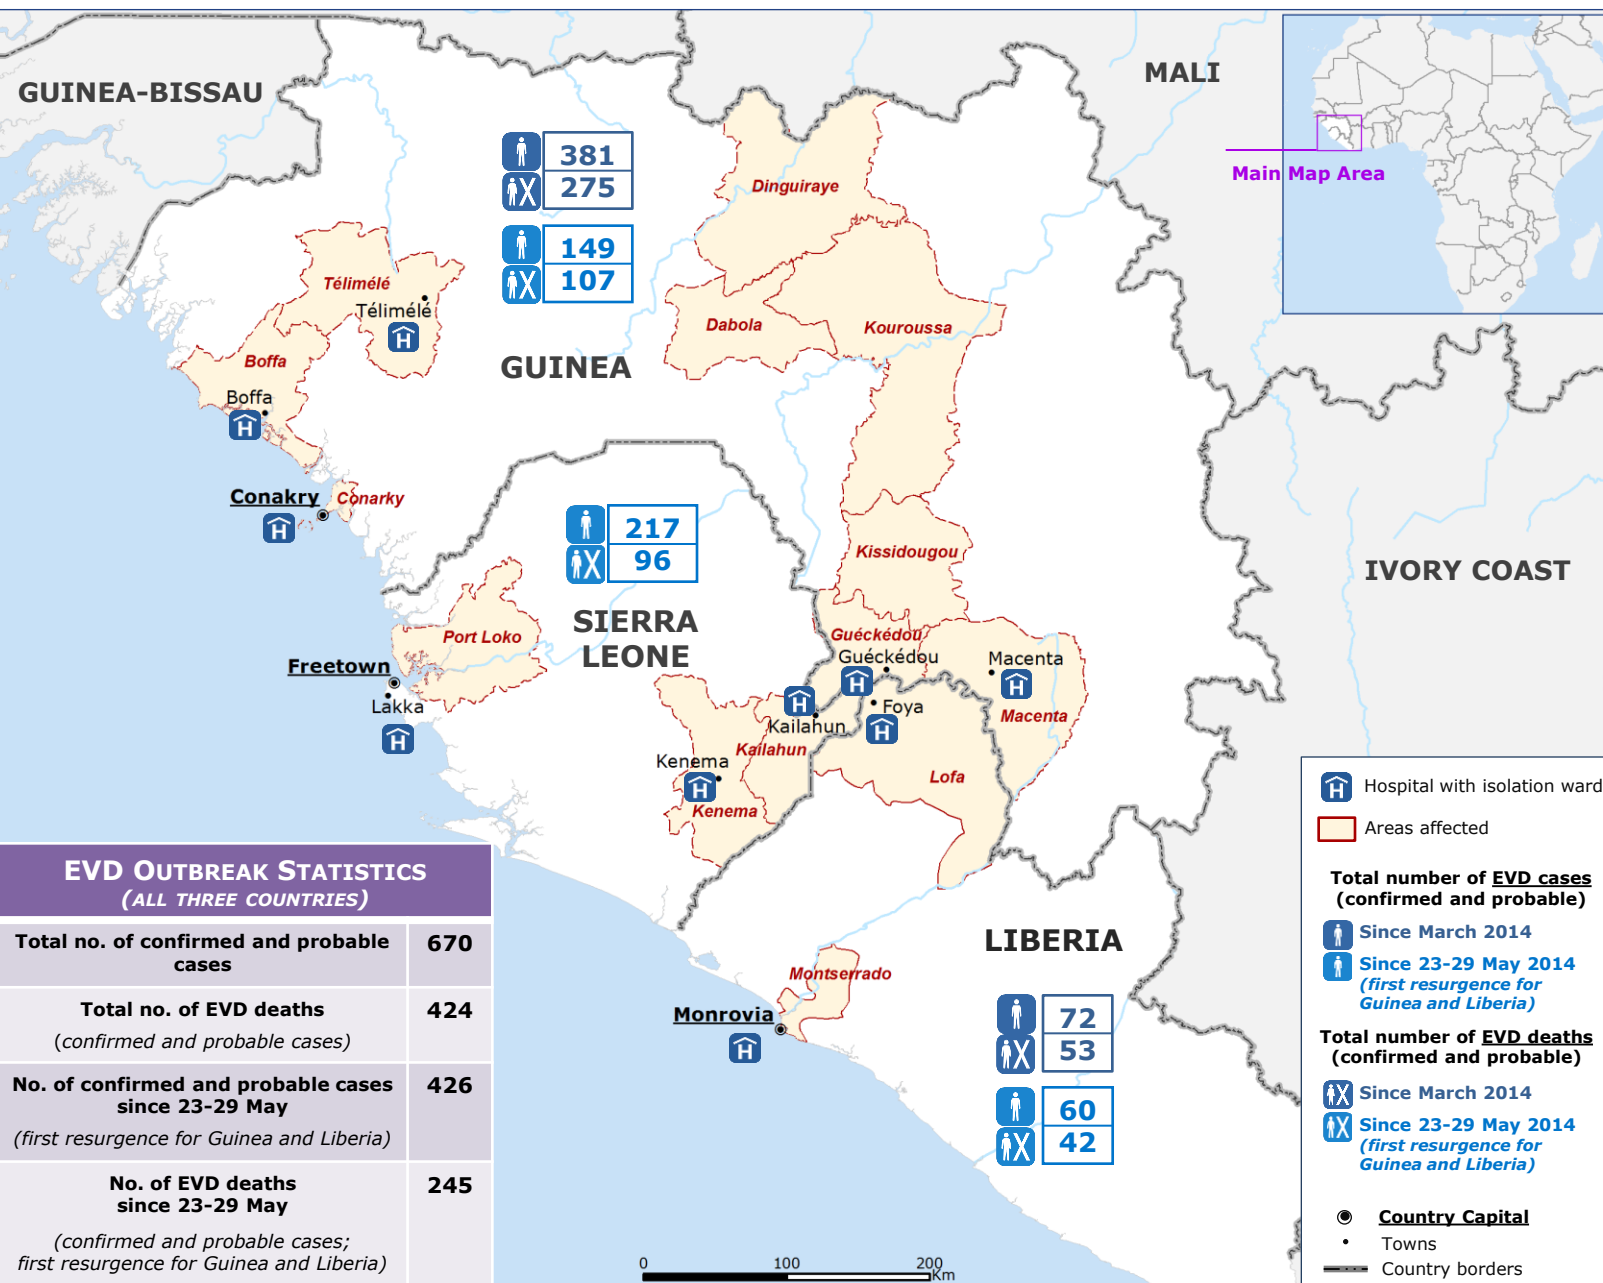 GUINEA-BISSAU
MALI
Main Map Area
381
275
149
107
Dinguiraye
Télimélé
Télimélé
Dabola
Kouroussa
GUINEA
Boffa
Boffa
Conakry
Conarky
217
96
Kissidougou
IVORY COAST
SIERRA
LEONE
Port Loko
Guéckédou
Guéckédou
Macenta
Freetown
Lakka
Foya
Macenta
Kailahun
Kailahun
Kenema
Kenema
Lofa
LIBERIA
Montserrado
Monrovia
72
53
60
42
EVD OUTBREAK STATISTICS
(ALL THREE COUNTRIES)
Total no. of confirmed and probable
cases
670
Total no. of EVD deaths
(confirmed and probable cases)
424
No. of confirmed and probable cases
since 23-29 May
(first resurgence for Guinea and Liberia)
426
No. of EVD deaths
since 23-29 May
(confirmed and probable cases;
first resurgence for Guinea and Liberia)
245
0 100 200
Km
H Hospital with isolation ward
Areas affected
Total number of EVD cases
(confirmed and probable)
Since March 2014
Since 23-29 May 2014
(first resurgence for
Guinea and Liberia)
Total number of EVD deaths
(confirmed and probable)
Since March 2014
Since 23-29 May 2014
(first resurgence for
Guinea and Liberia)
Country Capital
Towns
Country borders